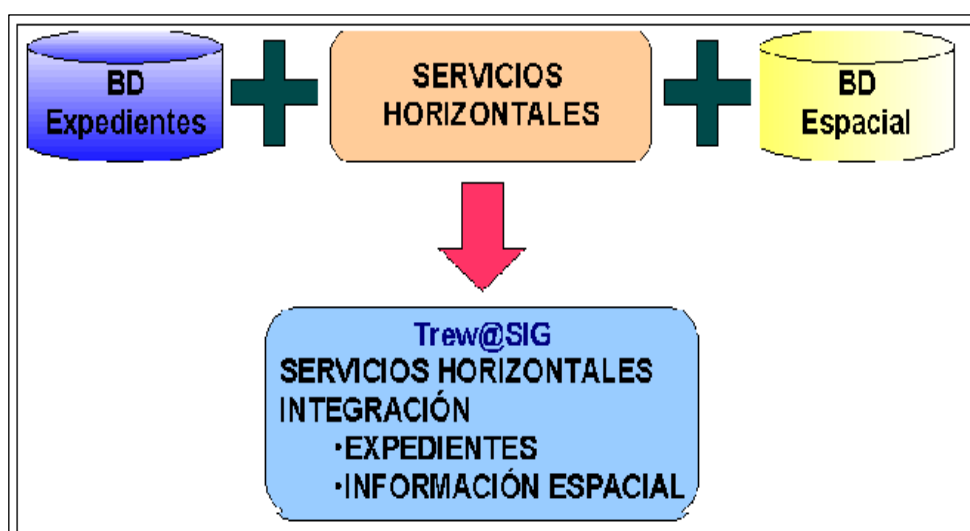 BD
Expedientes
SERVICIOS
HORIZONTALES
BD
Espacial
Trew@SIG
SERVICIOS HORIZONTALES
INTEGRACIÓN
·EXPEDIENTES
·INFORMACIÓN ESPACIAL